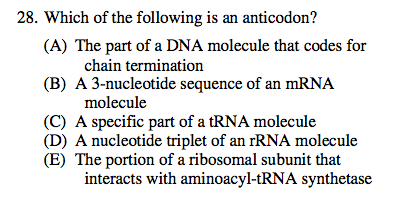 28. Which of the following is an anticodon?
(A) The part of a DNA molecule that codes for
chain termination
(B) A 3-nucleotide sequence of an mRNA
molecule
(C) A specific part of a tRNA molecule
(D) A nucleotide triplet of an rRNA molecule
(E) The portion of a ribosomal subunit that
interacts with aminoacyl-tRNA synthetase